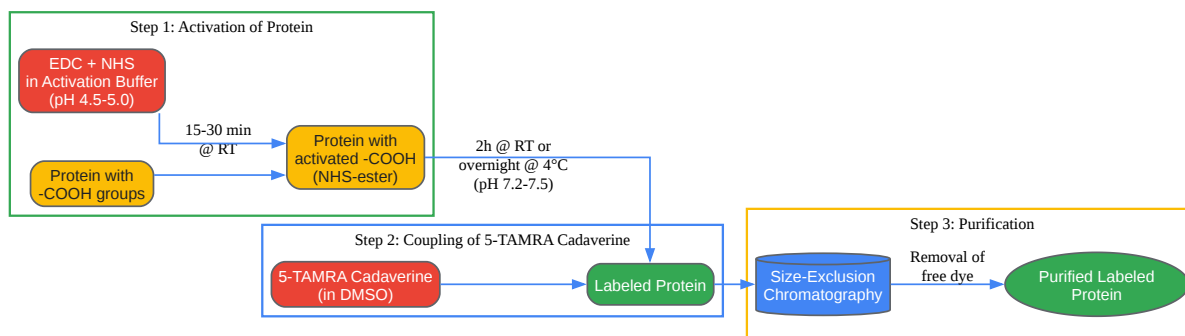 Step 1: Activation of Protein
EDC + NHS
in Activation Buffer
(pH 4.5-5.0)
15-30 min
@ RT
Protein with
-COOH groups
Protein with
activated -COOH
(NHS-ester)
2h @ RT or
overnight @ 4°C
(pH 7.2-7.5)
Step 2: Coupling of 5-TAMRA Cadaverine
5-TAMRA Cadaverine
(in DMSO)
Labeled Protein
Step 3: Purification
Size-Exclusion
Chromatography
Removal of
free dye
Purified Labeled
Protein